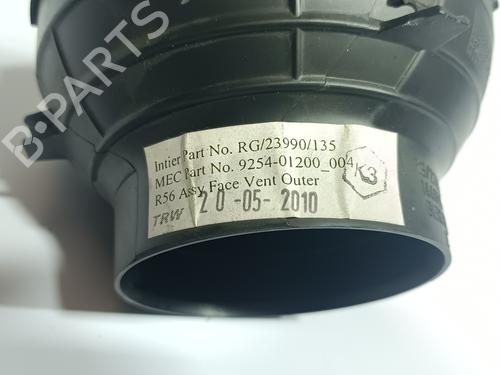 B-PARTS
Intier Part No. RG/23990/135
MEC Part No. 9254-01200_004
R56 Assy Face Vent Outer
TRW 20-05-2010
K3